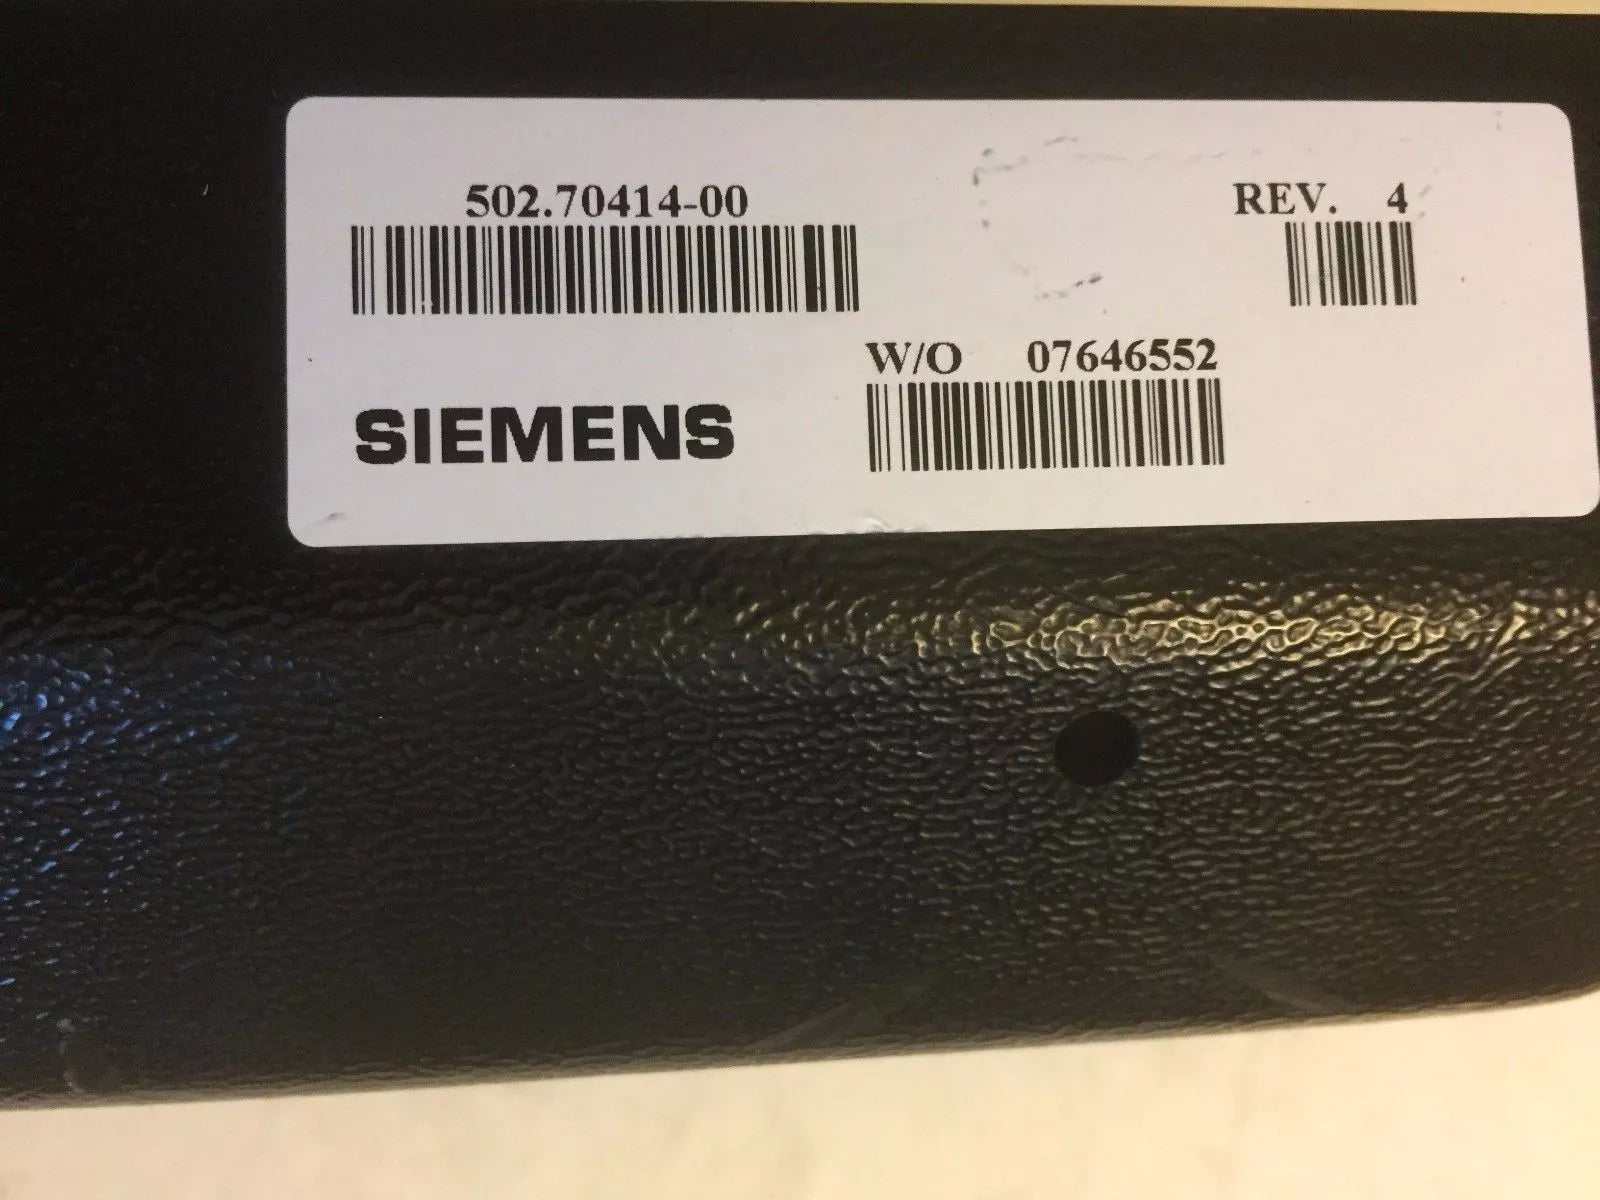 502.70414-00
REV. 4
W/O 07646552
SIEMENS